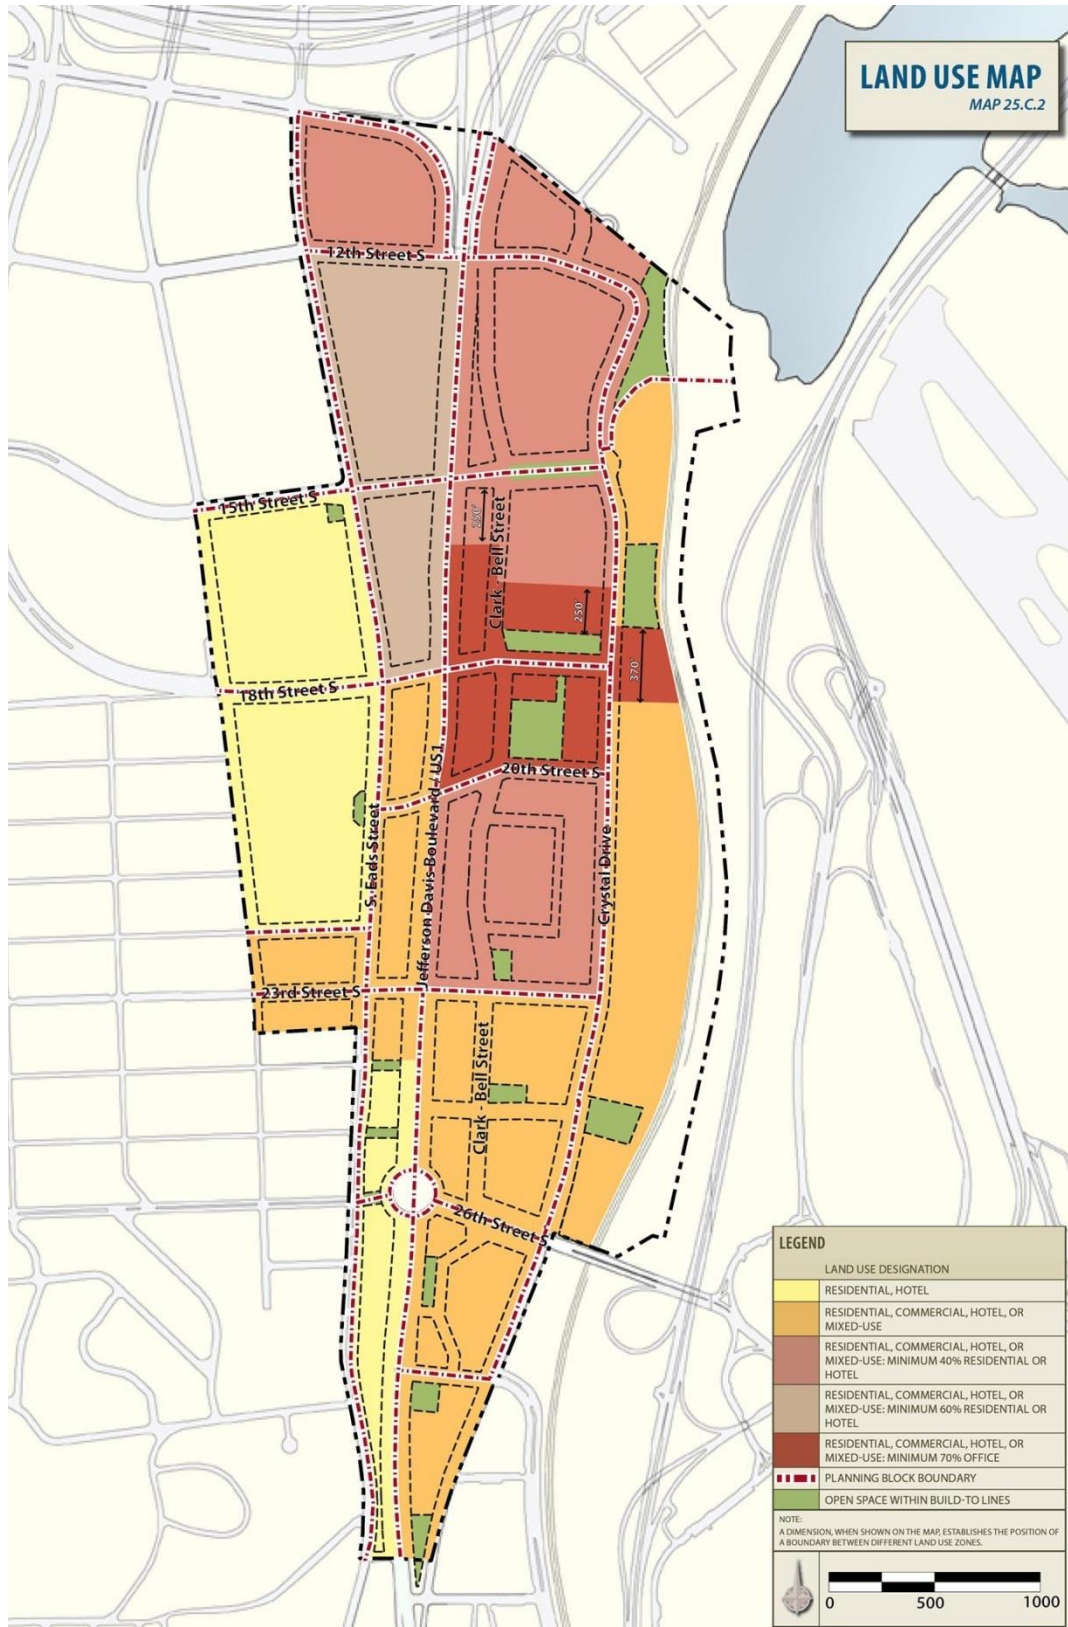 LAND USE MAP
MAP 25.C.2
12th Street S
15th Street S
250'
Clark - Bell Street
250'
370'
18th Street S
20th Street S
S. Eads Street
Jefferson Davis Boulevard - US1
Crystal Drive
23rd Street S
Clark - Bell Street
26th Street S
LEGEND
LAND USE DESIGNATION
RESIDENTIAL, HOTEL
RESIDENTIAL, COMMERCIAL, HOTEL, OR
MIXED-USE
RESIDENTIAL, COMMERCIAL, HOTEL, OR
MIXED-USE: MINIMUM 40% RESIDENTIAL OR
HOTEL
RESIDENTIAL, COMMERCIAL, HOTEL, OR
MIXED-USE: MINIMUM 60% RESIDENTIAL OR
HOTEL
RESIDENTIAL, COMMERCIAL, HOTEL, OR
MIXED-USE: MINIMUM 70% OFFICE
PLANNING BLOCK BOUNDARY
OPEN SPACE WITHIN BUILD-TO LINES
NOTE:
A DIMENSION, WHEN SHOWN ON THE MAP, ESTABLISHES THE POSITION OF
A BOUNDARY BETWEEN DIFFERENT LAND USE ZONES.
0 500 1000